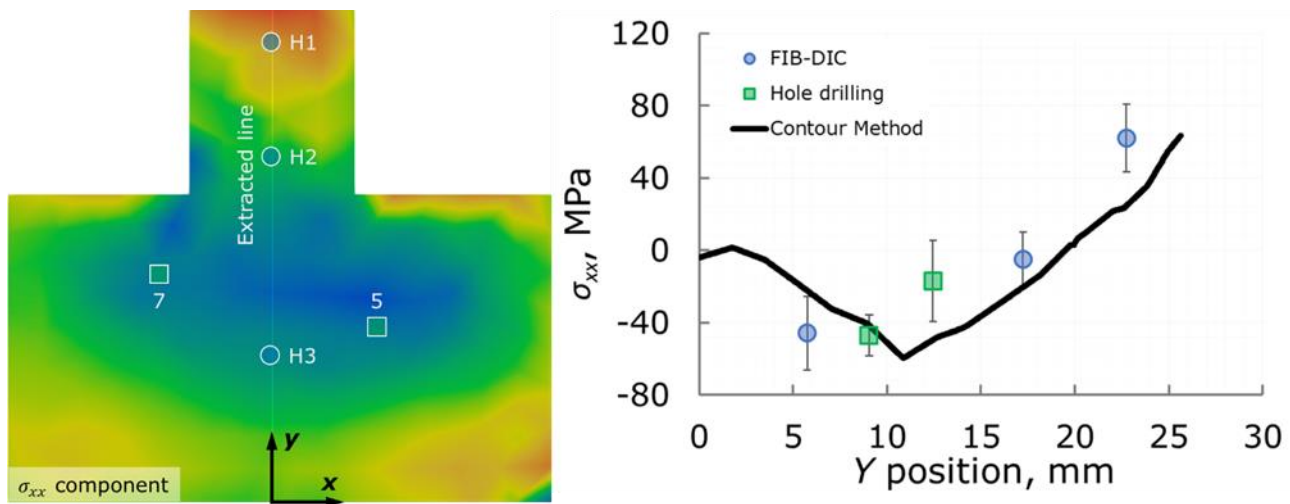 H1
Extracted line
H2
7
5
H3
y
x
σxx component
120
80
40
0
-40
-80
σxx, MPa
FIB-DIC
Hole drilling
Contour Method
0 5 10 15 20 25 30
Y position, mm